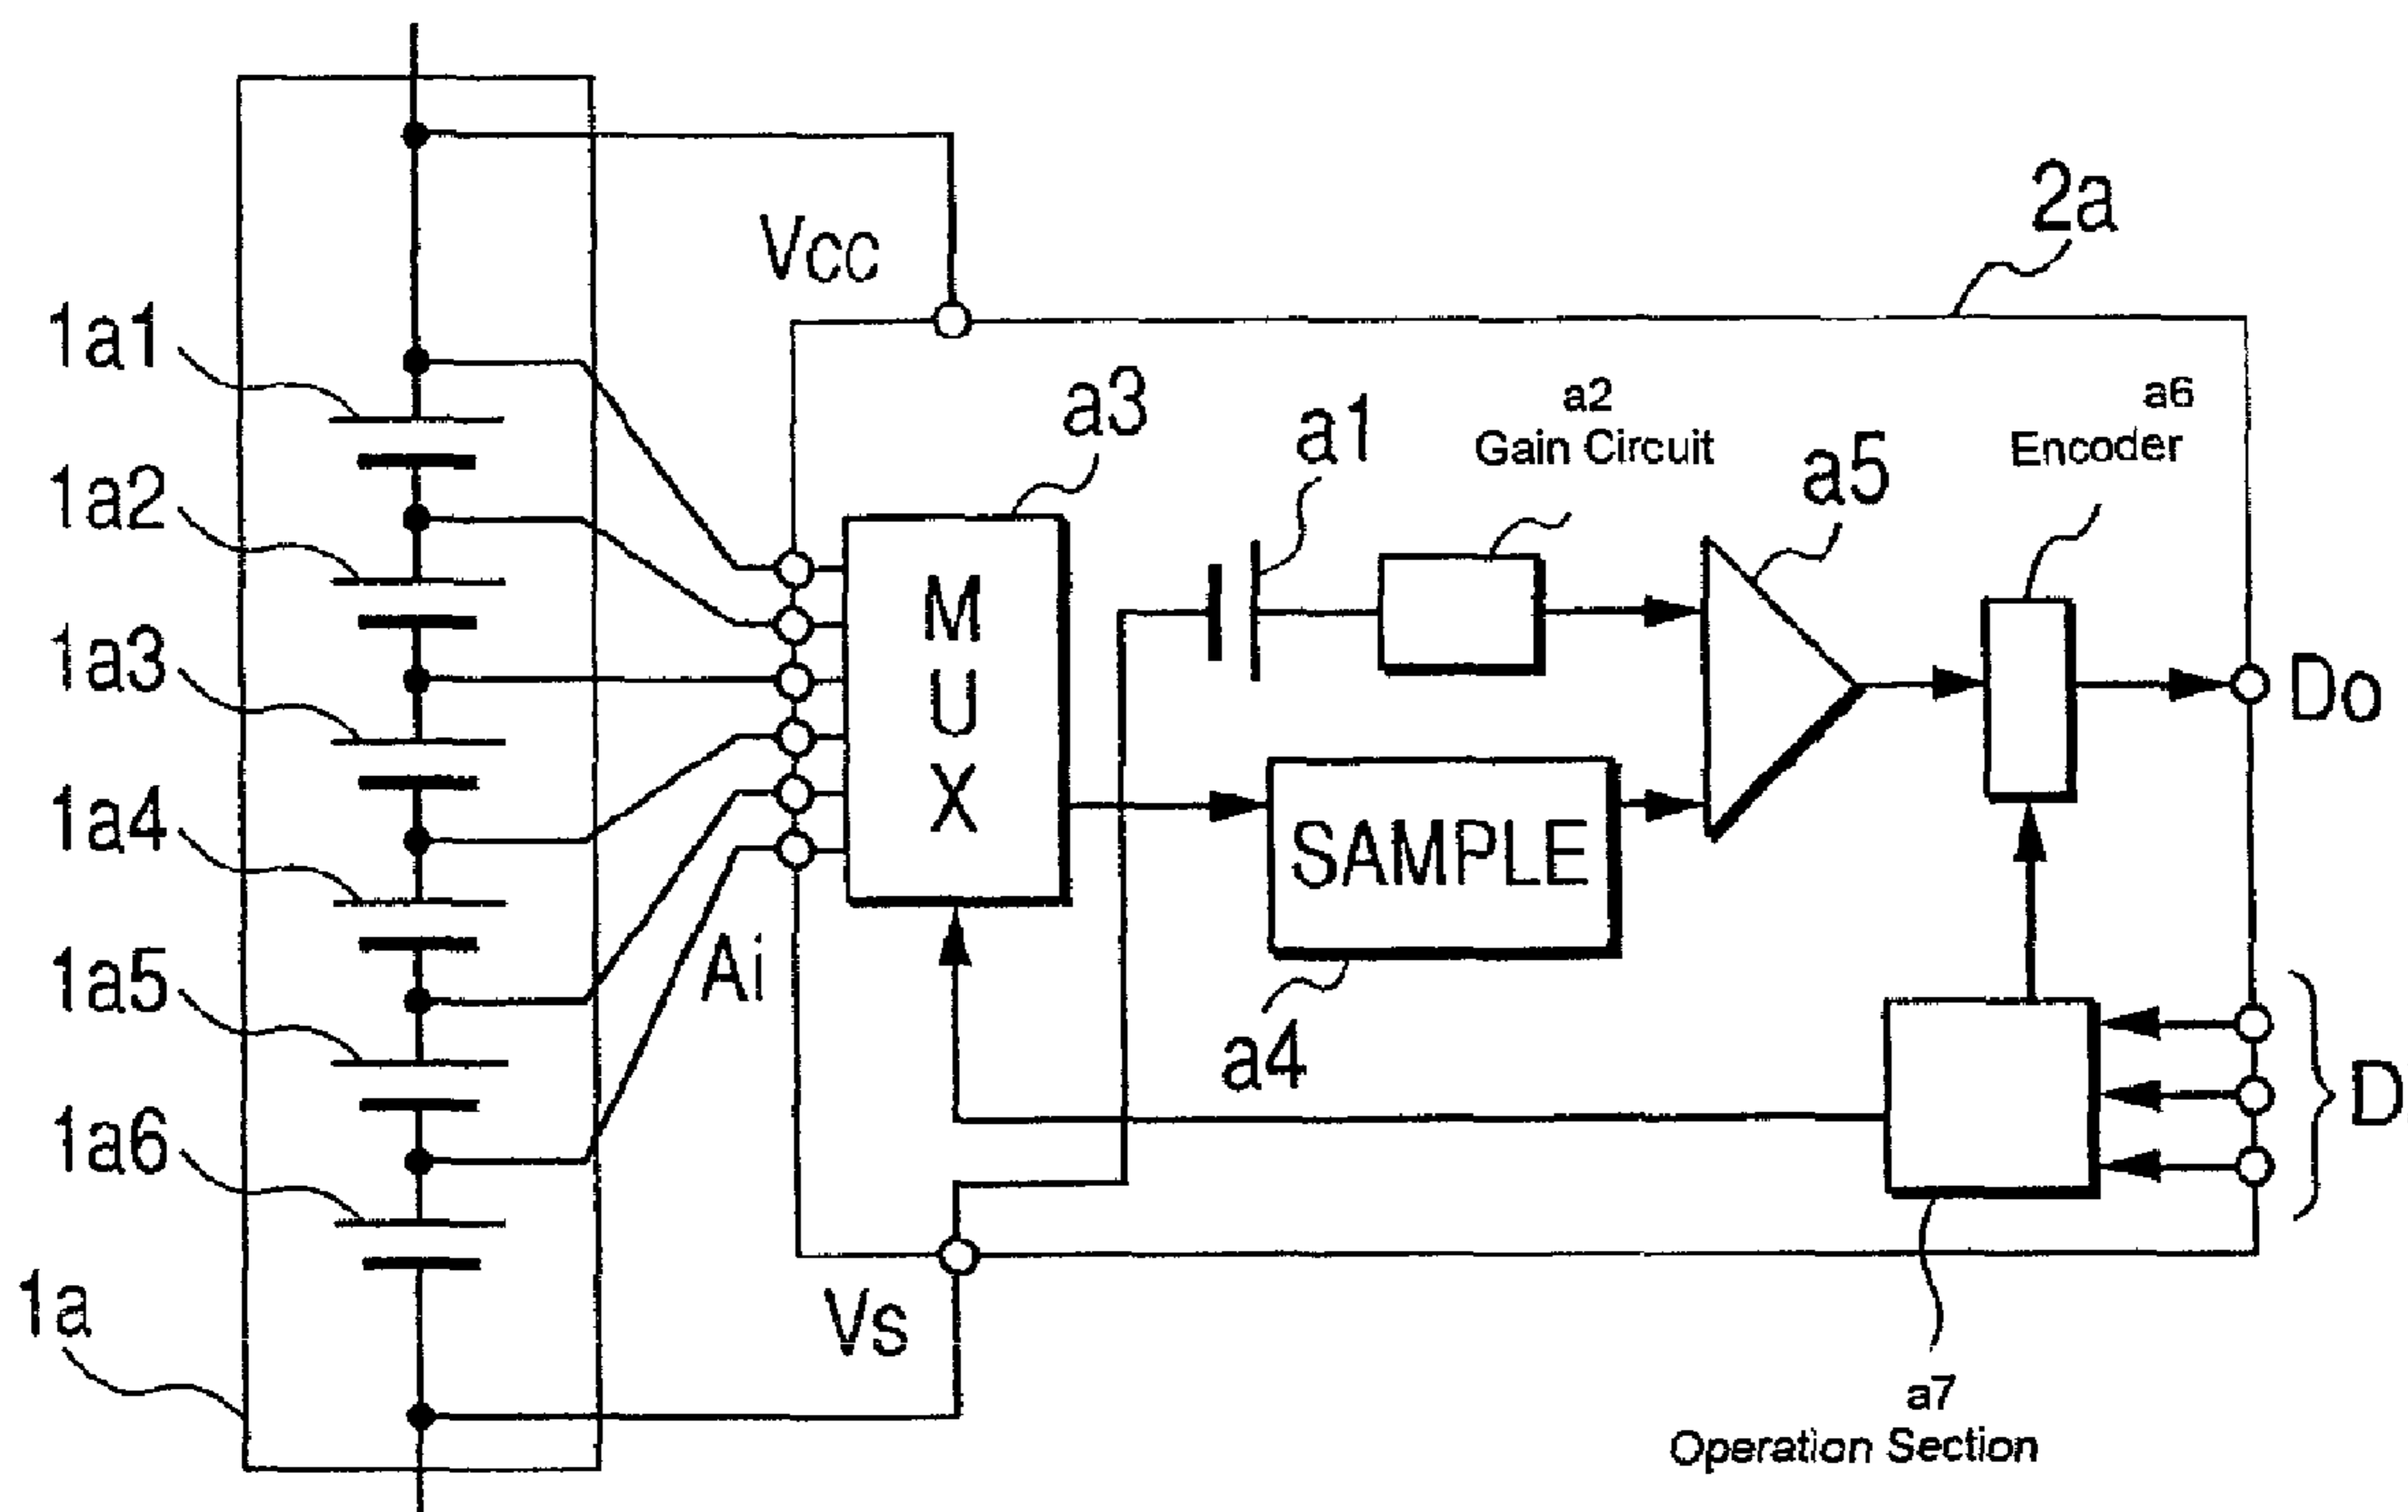 Vcc
2a
1a1
a3
a1
a2
Gain Circuit
a5
a6
Encoder
1a2
M
U
X
1a3
Do
1a4
SAMPLE
1a5
Ai
a4
D
1a6
1a
Vs
a7
Operation Section